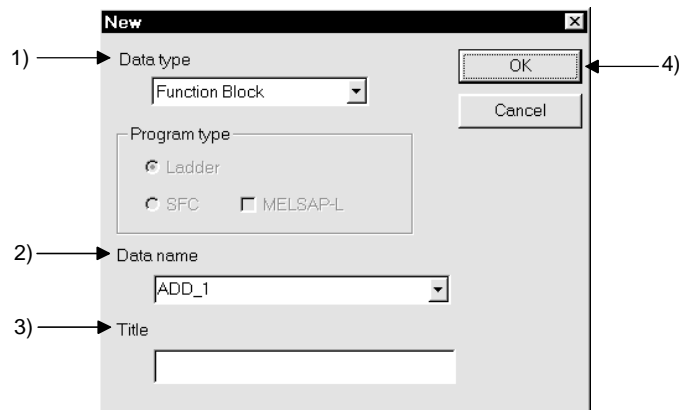 New
1)
Data type
OK
4)
Function Block
Cancel
Program type
Ladder
SFC
MELSAP-L
2)
Data name
ADD_1
3)
Title